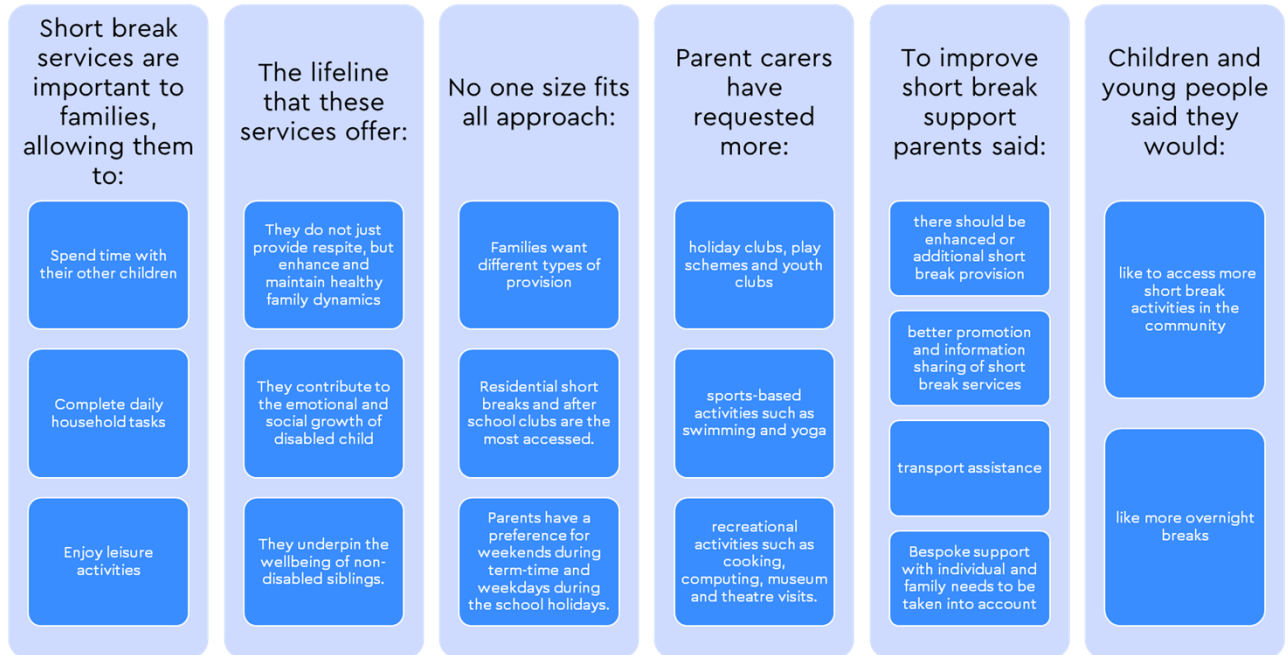 Short break
services are
important to
families,
allowing them
to:
Spend time with
their other children
Complete daily
household tasks
Enjoy leisure
activities
The lifeline
that these
services offer:
They do not just
provide respite, but
enhance and
maintain healthy
family dynamics
They contribute to
the emotional and
social growth of
disabled child
They underpin the
wellbeing of non-
disabled siblings.
No one size fits
all approach:
Families want
different types of
provision
Residential short
breaks and after
school clubs are the
most accessed.
Parents have a
preference for
weekends during
term-time and
weekdays during
the school holidays.
Parent carers
have
requested
more:
holiday clubs, play
schemes and youth
clubs
sports-based
activities such as
swimming and yoga
recreational
activities such as
cooking,
computing, museum
and theatre visits.
To improve
short break
support
parents said:
there should be
enhanced or
additional short
break provision
better promotion
and information
sharing of short
break services
transport assistance
Bespoke support
with individual and
family needs to be
taken into account
Children and
young people
said they
would:
like to access more
short break
activities in the
community
like more overnight
breaks